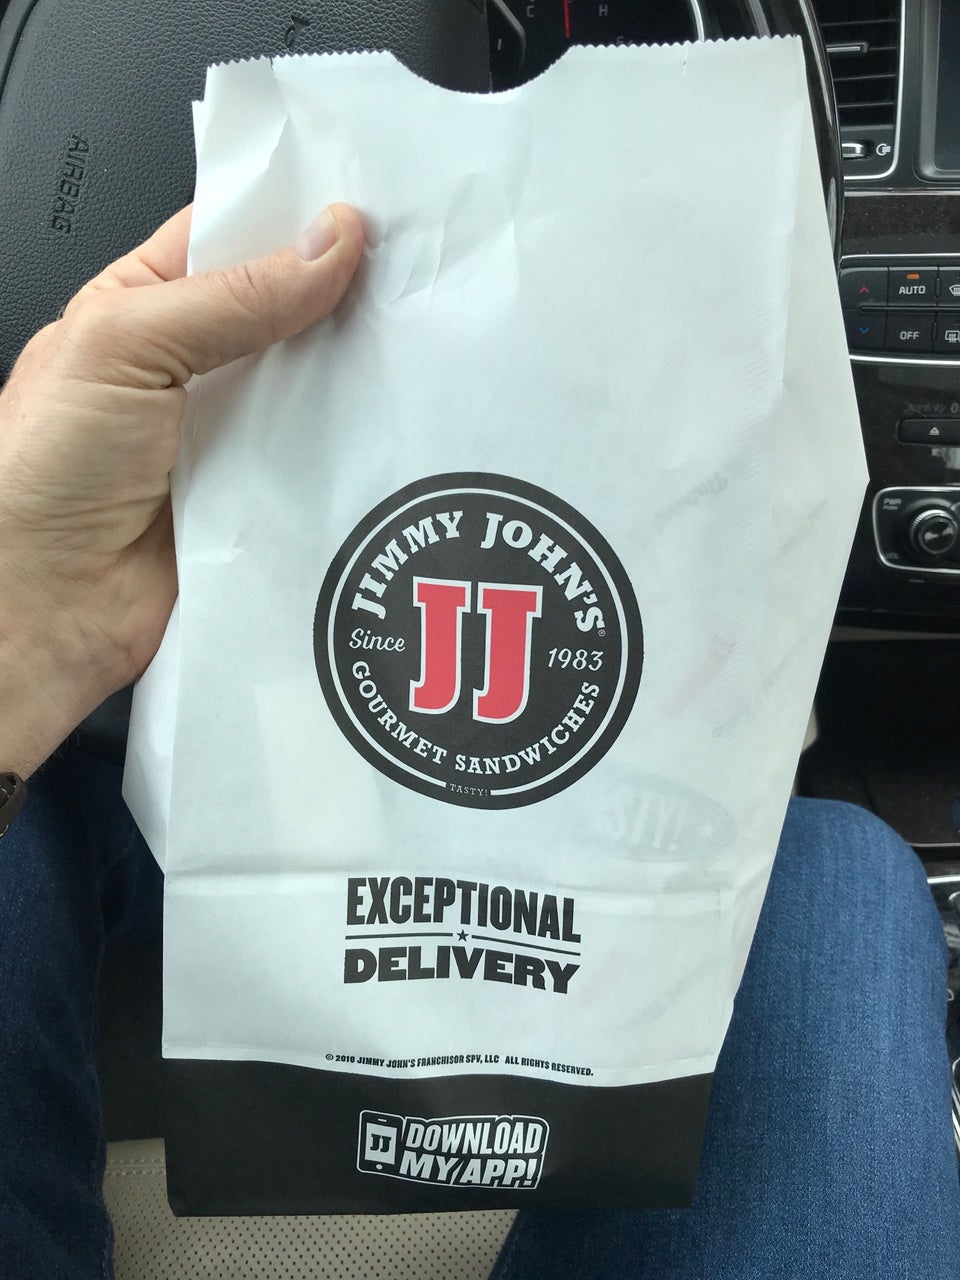 C
H
AIRBAG
AUTO
OFF
JIMMY JOHN'S®
JJ
Since 1983
GOURMET SANDWICHES
TASTY!
EXCEPTIONAL
DELIVERY
© 2019 JIMMY JOHN'S FRANCHISOR SPV, LLC ALL RIGHTS RESERVED.
JJ DOWNLOAD
MY APP!